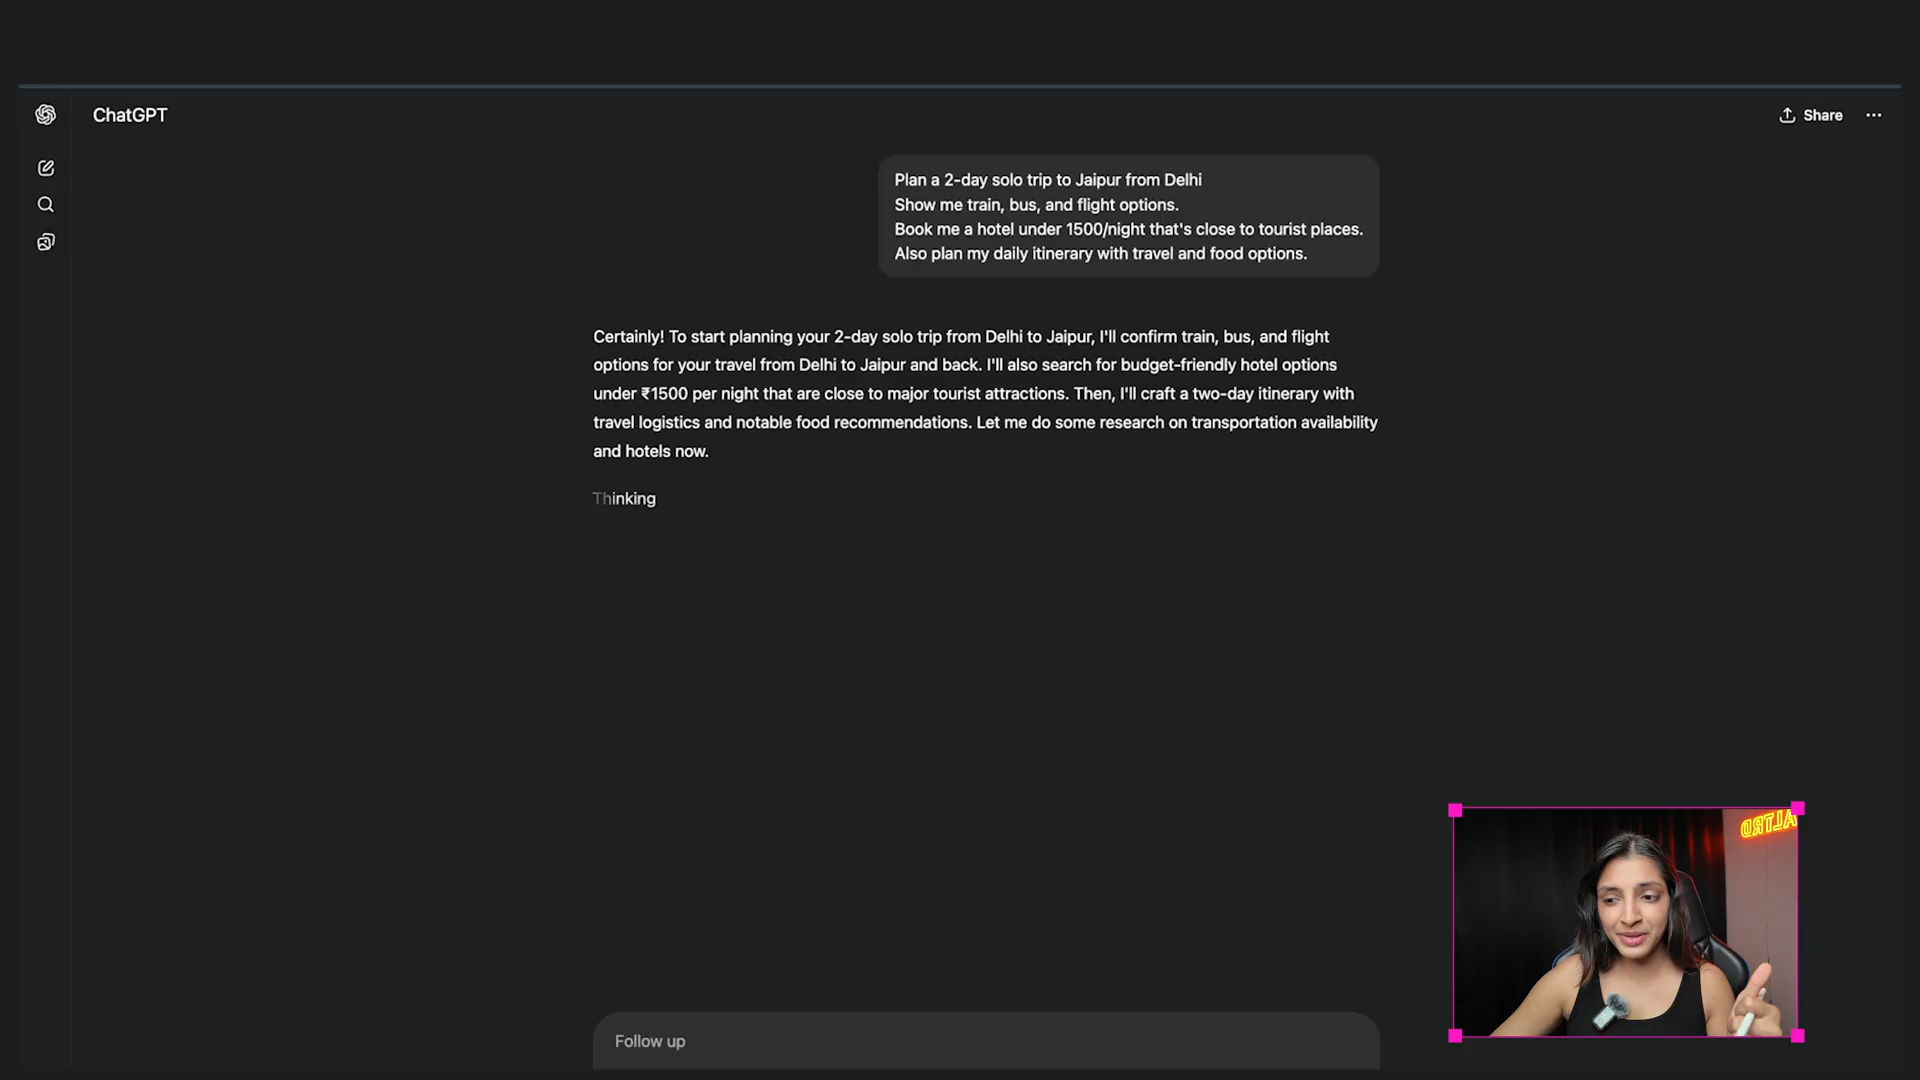 ChatGPT
Share
Plan a 2-day solo trip to Jaipur from Delhi
Show me train, bus, and flight options.
Book me a hotel under 1500/night that's close to tourist places.
Also plan my daily itinerary with travel and food options.
Certainly! To start planning your 2-day solo trip from Delhi to Jaipur, I'll confirm train, bus, and flight
options for your travel from Delhi to Jaipur and back. I'll also search for budget-friendly hotel options
under ₹1500 per night that are close to major tourist attractions. Then, I'll craft a two-day itinerary with
travel logistics and notable food recommendations. Let me do some research on transportation availability
and hotels now.
Thinking
Follow up